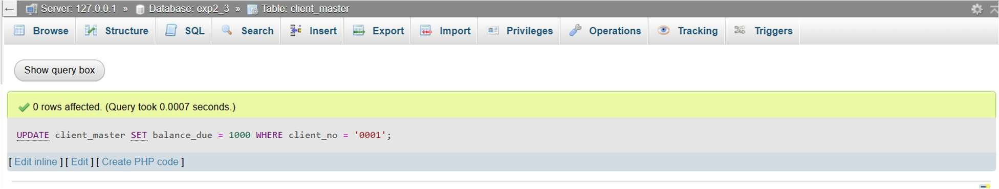 ← Server: 127.0.0.1 » Database: exp2_3 » Table: client_master
Browse Structure SQL Search Insert Export Import Privileges Operations Tracking Triggers
Show query box
0 rows affected. (Query took 0.0007 seconds.)
UPDATE client_master SET balance_due = 1000 WHERE client_no = '0001';
[ Edit inline ] [ Edit ] [ Create PHP code ]